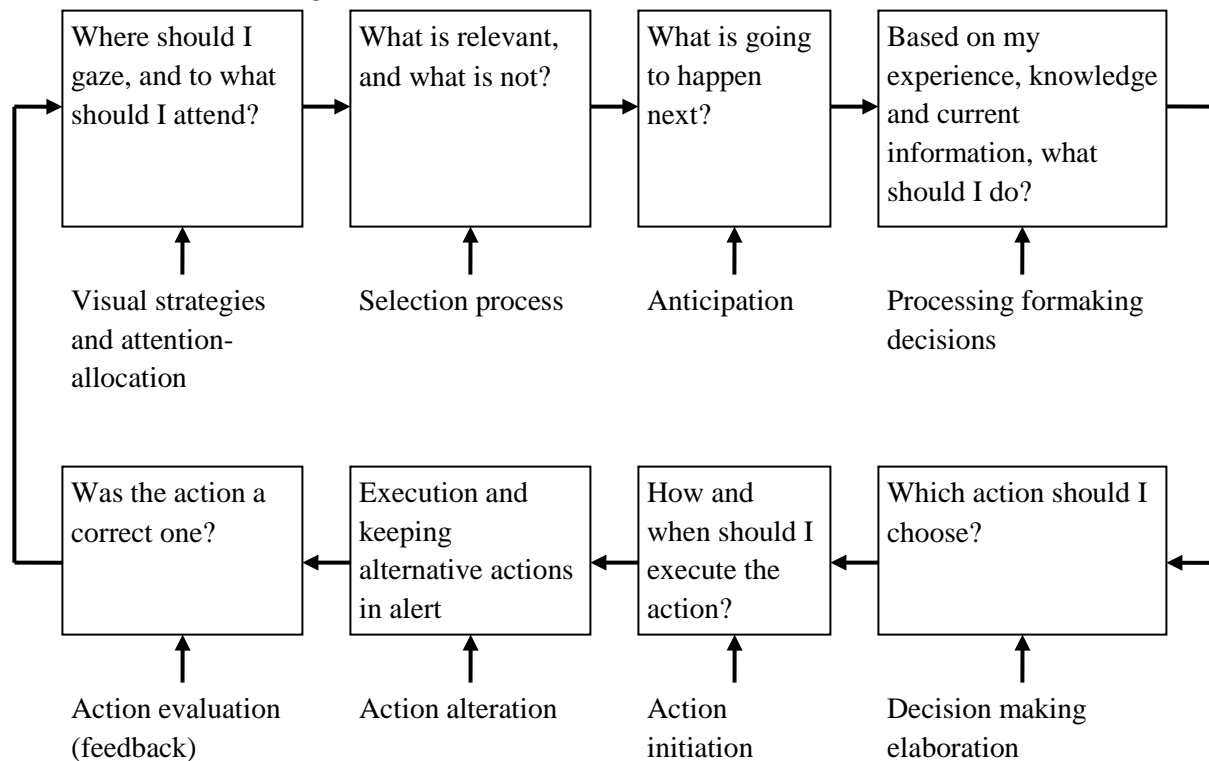 Where should I
gaze, and to what
should I attend?
What is relevant,
and what is not?
What is going
to happen
next?
Based on my
experience, knowledge
and current
information, what
should I do?
Visual strategies
and attention-
allocation
Selection process
Anticipation
Processing formaking
decisions
Was the action a
correct one?
Execution and
keeping
alternative actions
in alert
How and
when should I
execute the
action?
Which action should I
choose?
Action evaluation
(feedback)
Action alteration
Action
initiation
Decision making
elaboration